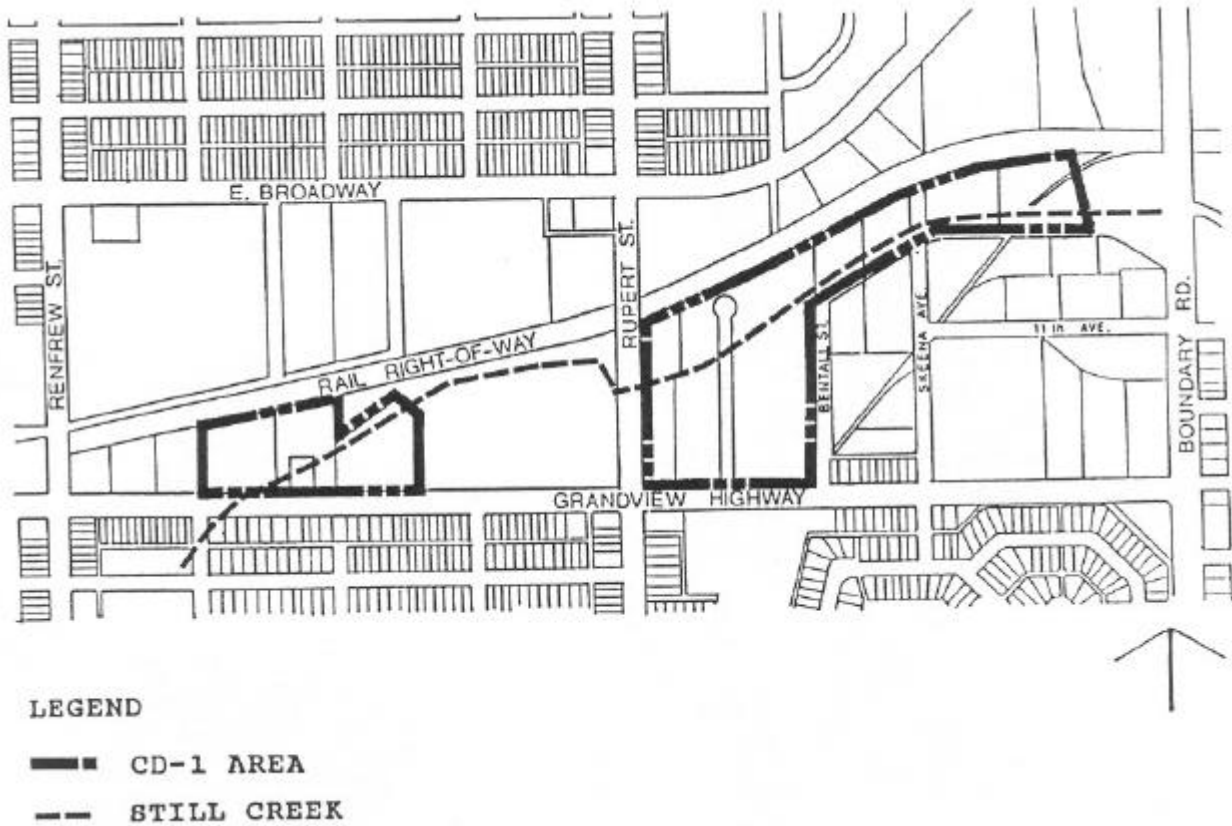 E. BROADWAY
RENFREW ST.
RAIL RIGHT-OF-WAY
RUPERT ST.
BENTALL ST.
SKEENA AVE.
11th AVE.
BOUNDARY RD.
GRANDVIEW HIGHWAY
LEGEND
CD-1 AREA
STILL CREEK